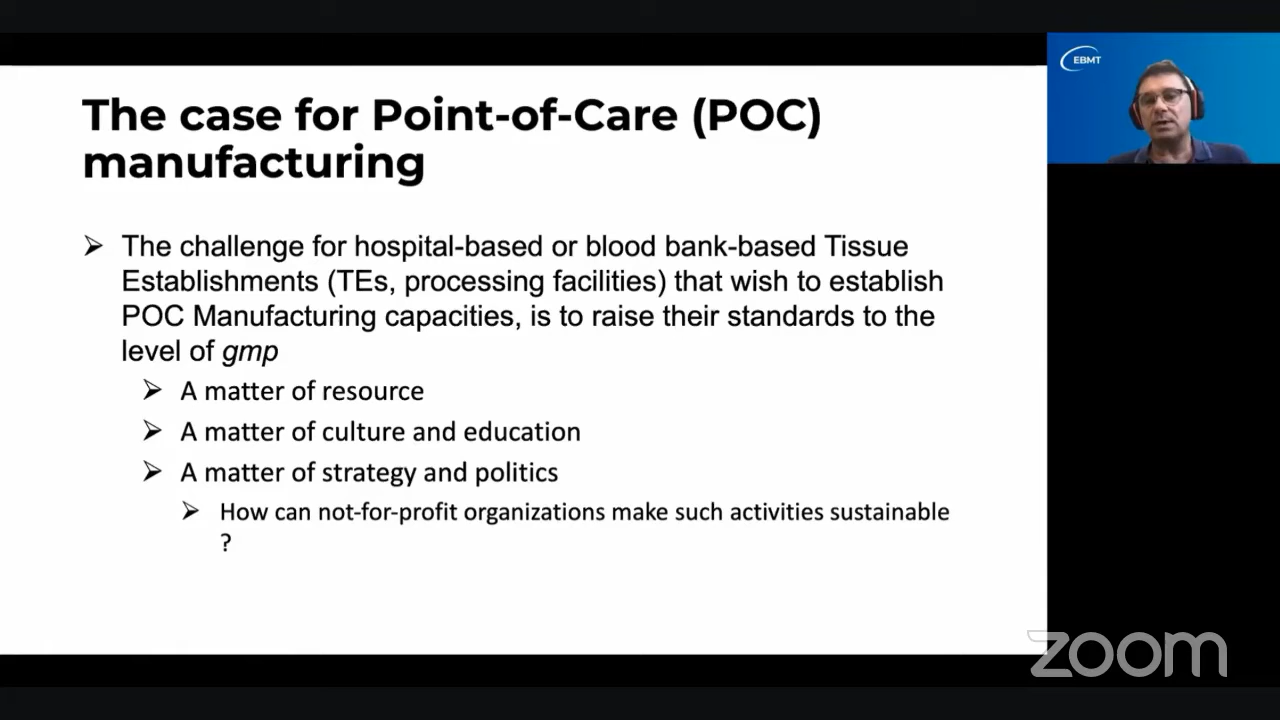 The case for Point-of-Care (POC)
manufacturing
➢ The challenge for hospital-based or blood bank-based Tissue
Establishments (TEs, processing facilities) that wish to establish
POC Manufacturing capacities, is to raise their standards to the
level of gmp
➢ A matter of resource
➢ A matter of culture and education
➢ A matter of strategy and politics
➢ How can not-for-profit organizations make such activities sustainable
?
EBMT
zoom